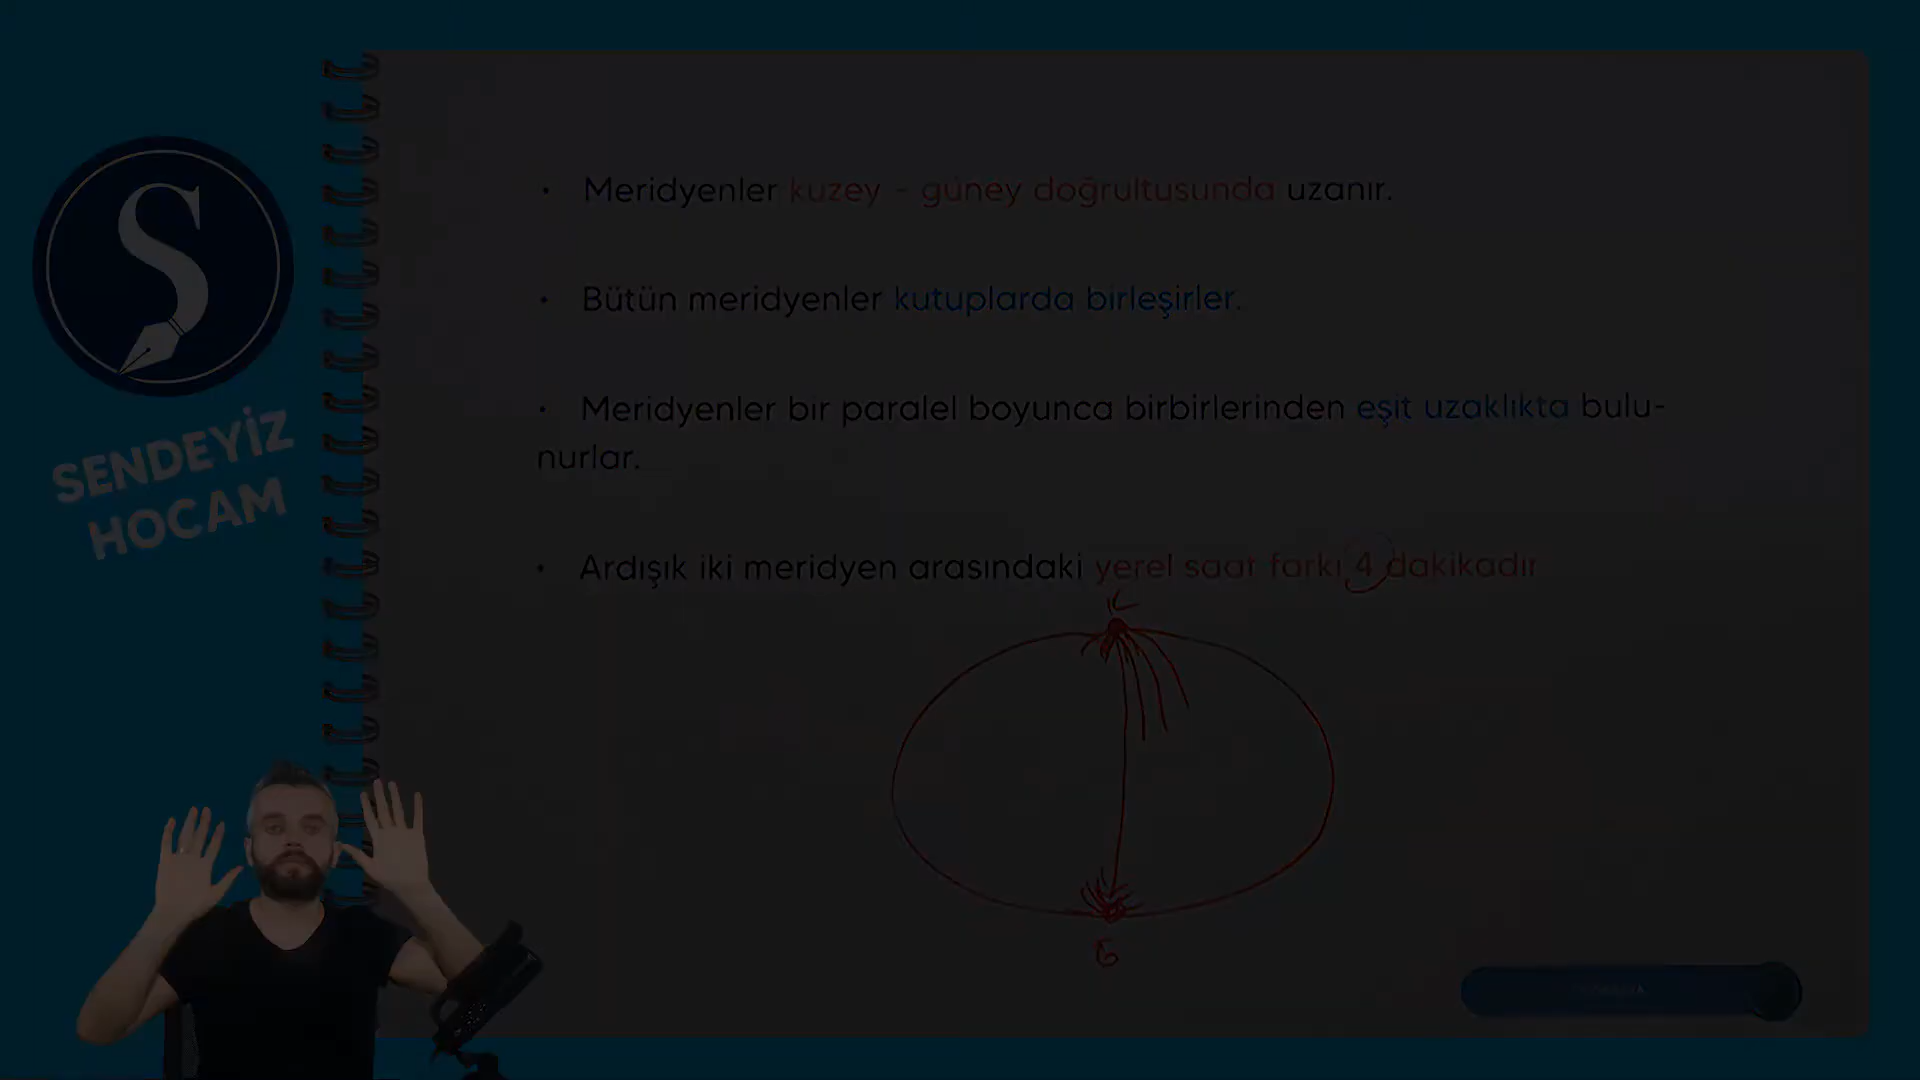 S
SENDEYİZ
HOCAM
• Meridyenler kuzey - güney doğrultusunda uzanır.
• Bütün meridyenler kutuplarda birleşirler.
• Meridyenler bir paralel boyunca birbirlerinden eşit uzaklıkta bulu-
nurlar.
• Ardışık iki meridyen arasındaki yerel saat farkı 4 dakikadır
K
G